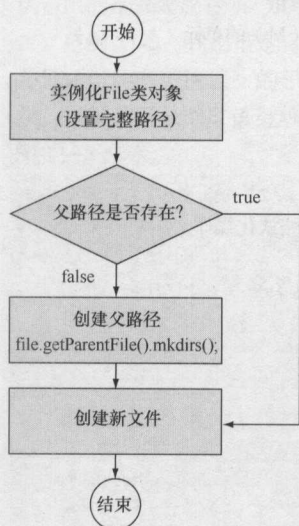 开始
实例化File类对象
（设置完整路径）
父路径是否存在?
true
false
创建父路径
file.getParentFile().mkdirs();
创建新文件
结束